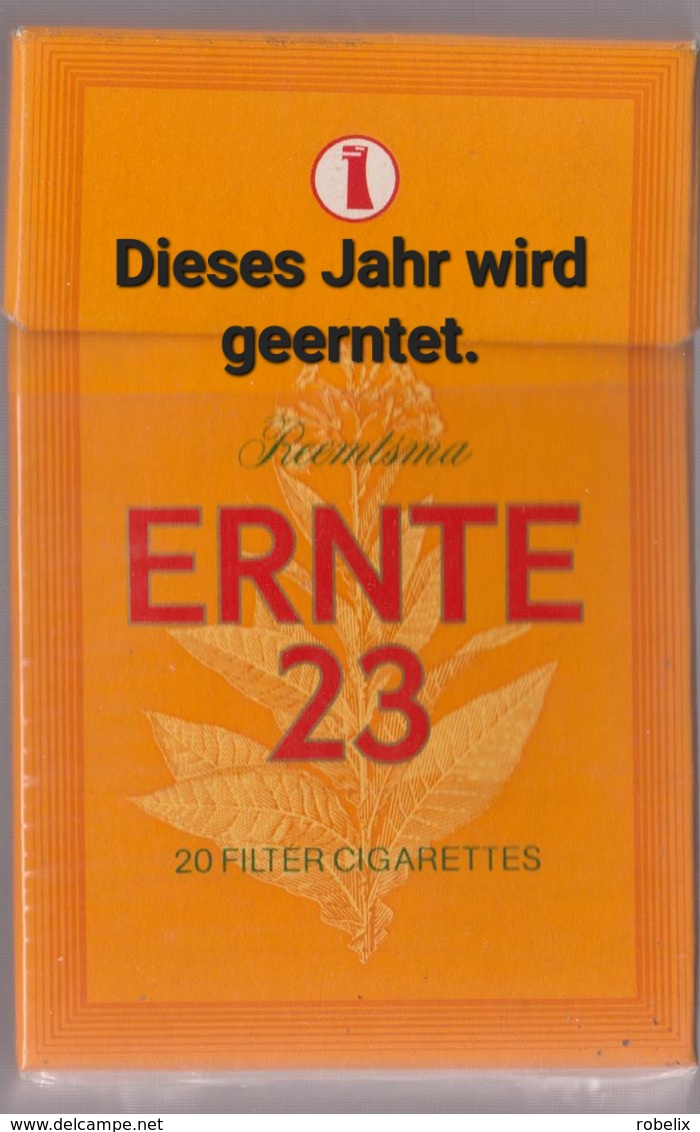 Dieses Jahr wird
geerntet.
Reemtsma
ERNTE
23
20 FILTER CIGARETTES
www.delcampe.net
robelix